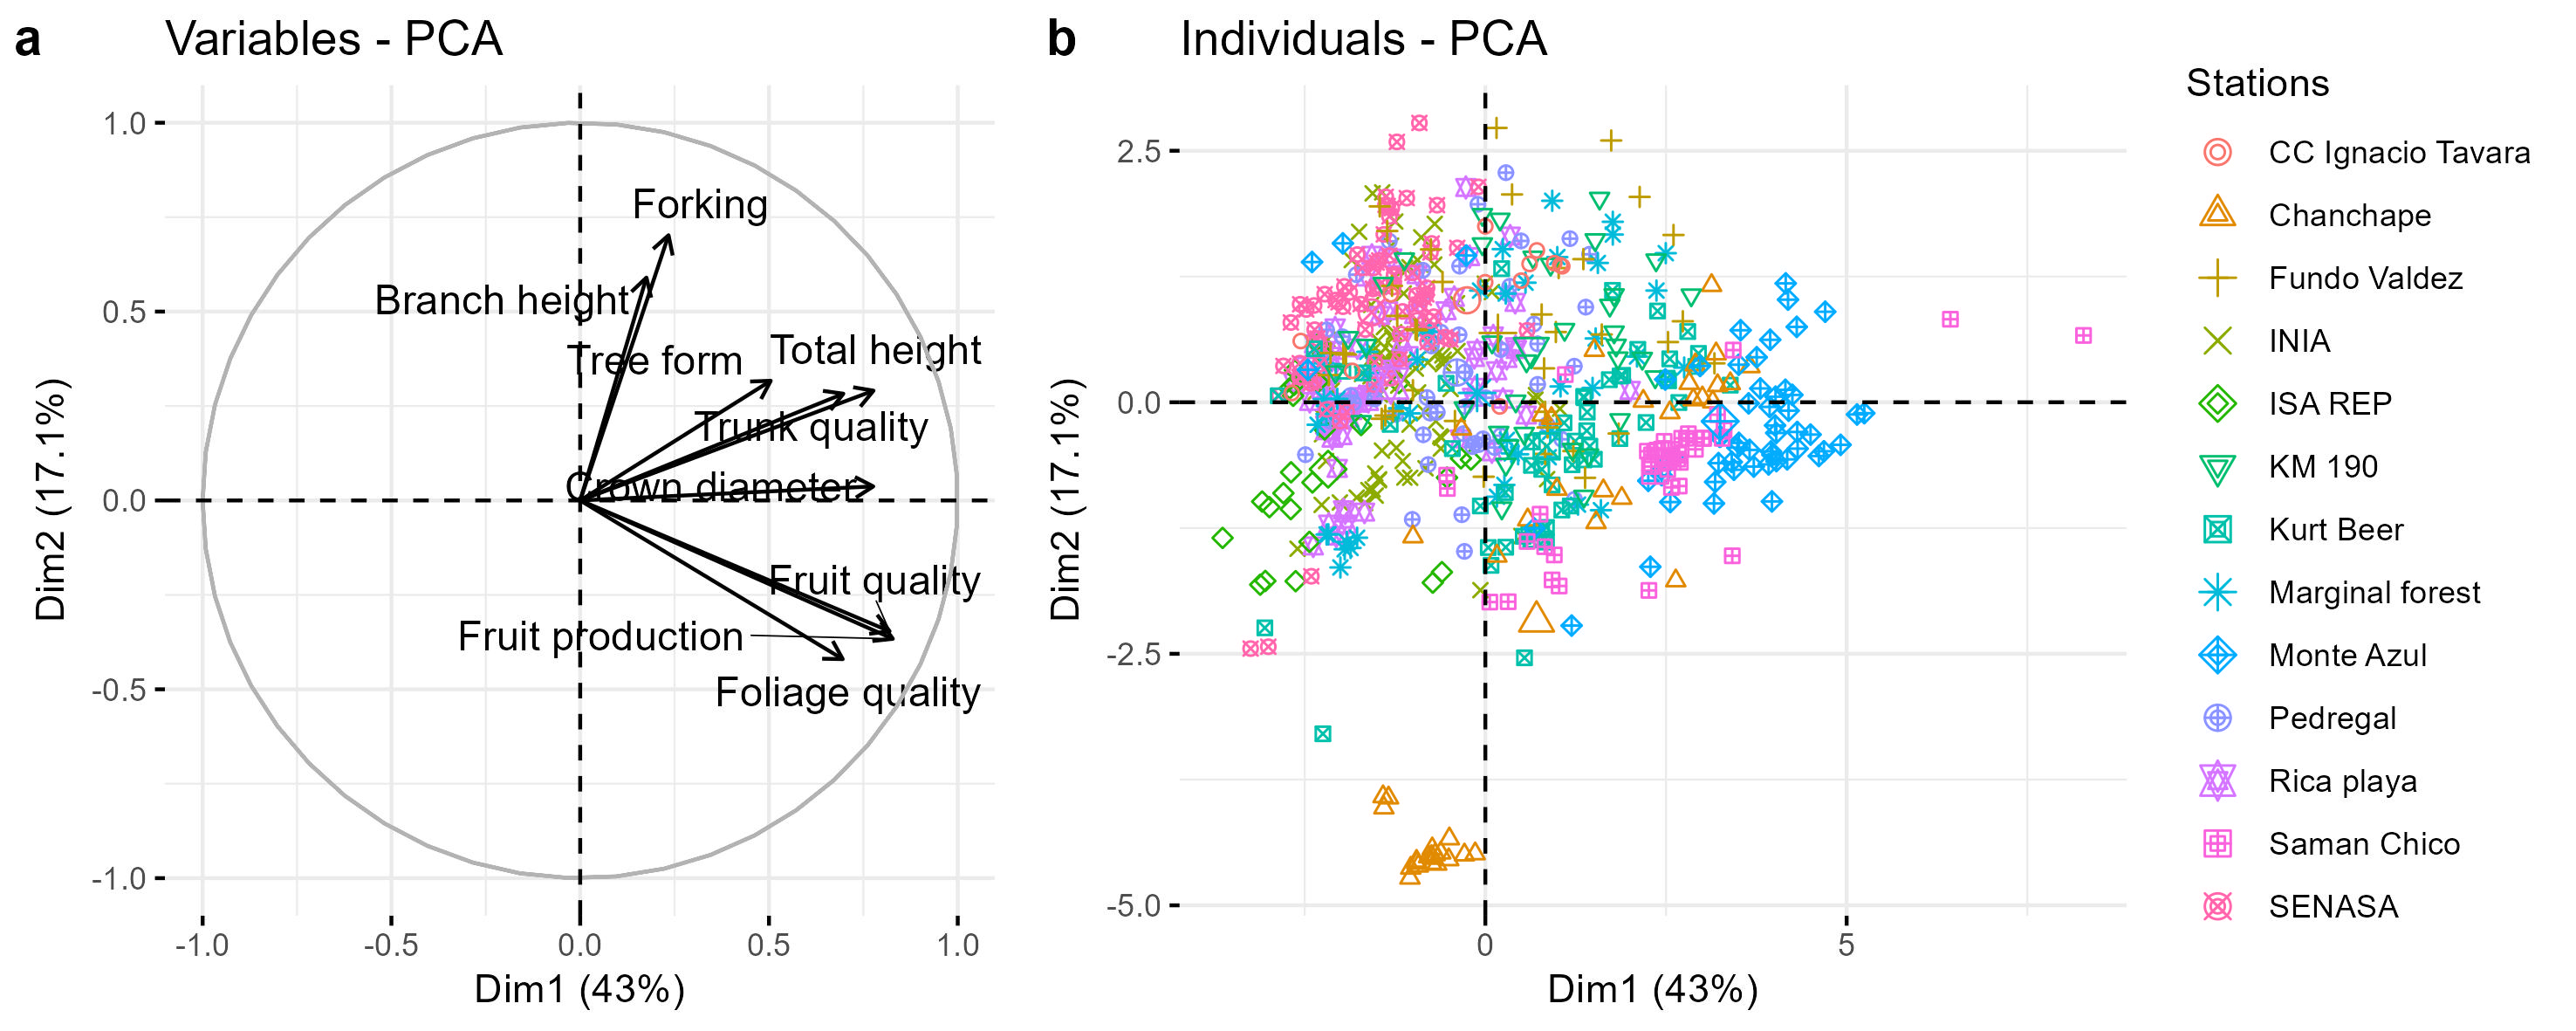 a
Variables - PCA
1.0
0.5
0.0
-0.5
-1.0
Dim2 (17.1%)
Forking
Branch height
Tree form
Total height
Trunk quality
Crown diameter
Fruit quality
Fruit production
Foliage quality
-1.0
-0.5
0.0
0.5
1.0
Dim1 (43%)
b
Individuals - PCA
2.5
0.0
-2.5
-5.0
Dim2 (17.1%)
0
5
Dim1 (43%)
Stations
CC Ignacio Tavara
Chanchape
Fundo Valdez
INIA
ISA REP
KM 190
Kurt Beer
Marginal forest
Monte Azul
Pedregal
Rica playa
Saman Chico
SENASA